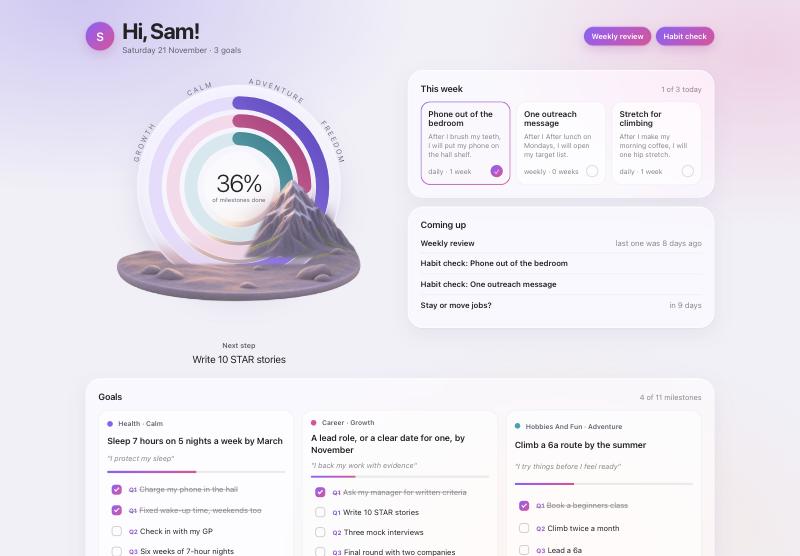 S
Hi, Sam!
Saturday 21 November · 3 goals
Weekly review
Habit check
GROWTH
CALM
ADVENTURE
FREEDOM
36%
of milestones done
Next step
Write 10 STAR stories
This week
1 of 3 today
Phone out of the
bedroom
After I brush my teeth,
I will put my phone on
the hall shelf.
daily · 1 week
One outreach
message
After I After lunch on
Mondays, I will open
my target list.
weekly · 0 weeks
Stretch for
climbing
After I make my
morning coffee, I will
one hip stretch.
daily · 1 week
Coming up
Weekly review
last one was 8 days ago
Habit check: Phone out of the bedroom
Habit check: One outreach message
Stay or move jobs?
in 9 days
Goals
4 of 11 milestones
Health · Calm
Sleep 7 hours on 5 nights a week by March
"I protect my sleep"
Q1 Charge my phone in the hall
Q1 Fixed wake-up time, weekends too
Q2 Check in with my GP
Q3 Six weeks of 7-hour nights
Career · Growth
A lead role, or a clear date for one, by
November
"I back my work with evidence"
Q1 Ask my manager for written criteria
Q1 Write 10 STAR stories
Q2 Three mock interviews
Q3 Final round with two companies
Hobbies And Fun · Adventure
Climb a 6a route by the summer
"I try things before I feel ready"
Q1 Book a beginners class
Q2 Climb twice a month
Q3 Lead a 6a